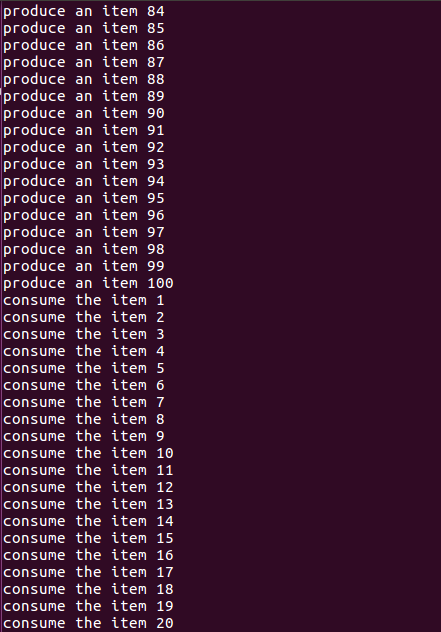 produce an item 84
produce an item 85
produce an item 86
produce an item 87
produce an item 88
produce an item 89
produce an item 90
produce an item 91
produce an item 92
produce an item 93
produce an item 94
produce an item 95
produce an item 96
produce an item 97
produce an item 98
produce an item 99
produce an item 100
consume the item 1
consume the item 2
consume the item 3
consume the item 4
consume the item 5
consume the item 6
consume the item 7
consume the item 8
consume the item 9
consume the item 10
consume the item 11
consume the item 12
consume the item 13
consume the item 14
consume the item 15
consume the item 16
consume the item 17
consume the item 18
consume the item 19
consume the item 20